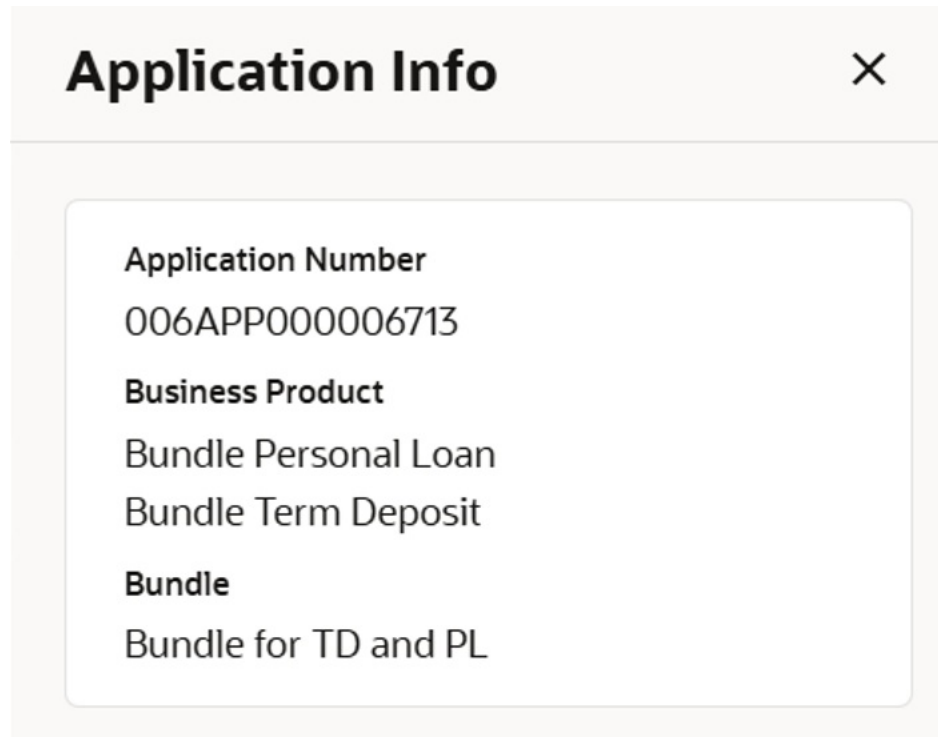 Application Info
Application Number
006APP000006713
Business Product
Bundle Personal Loan
Bundle Term Deposit
Bundle
Bundle for TD and PL